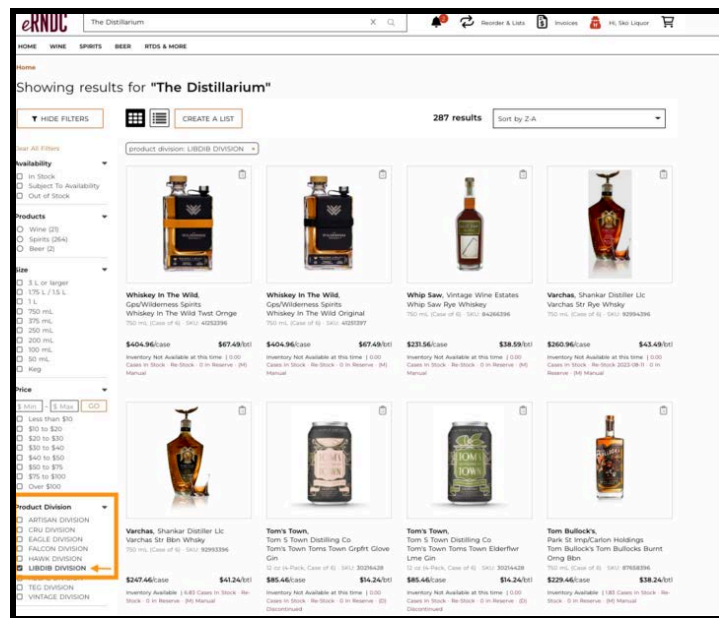 eRNDC
The Distillarium
X
2
Reorder & Lists
Invoices
Hi, Sko Liquor
HOME WINE SPIRITS BEER RTDS & MORE
Home
Showing results for "The Distillarium"
HIDE FILTERS
CREATE A LIST
287 results
Sort by Z-A
Clear All Filters
product division: LIBDIB DIVISION ×
Availability
In Stock
Subject To Availability
Out of Stock
Products
Wine (21)
Spirits (264)
Beer (2)
Size
3 L or larger
1.75 L / 1.5 L
1 L
750 mL
375 mL
250 mL
200 mL
100 mL
50 mL
Keg
Price
$ Min - $ Max GO
Less than $10
$10 to $20
$20 to $30
$30 to $40
$40 to $50
$50 to $75
$75 to $100
Over $100
Product Division
ARTISAN DIVISION
CRU DIVISION
EAGLE DIVISION
FALCON DIVISION
HAWK DIVISION
LIBDIB DIVISION
TEG DIVISION
VINTAGE DIVISION
Whiskey In The Wild,
Gps/Wilderness Spirits
Whiskey In The Wild Twst Ornge
750 mL (Case of 6) · SKU: 41252396
$404.96/case $67.49/btl
Inventory Not Available at this time | 0.00
Cases In Stock · Re-Stock · 0 In Reserve · (M)
Manual
Whiskey In The Wild,
Gps/Wilderness Spirits
Whiskey In The Wild Original
750 mL (Case of 6) · SKU: 41251397
$404.96/case $67.49/btl
Inventory Not Available at this time | 0.00
Cases In Stock · Re-Stock · 0 In Reserve · (M)
Manual
Whip Saw, Vintage Wine Estates
Whip Saw Rye Whiskey
750 mL (Case of 6) · SKU: 84266396
$231.56/case $38.59/btl
Inventory Not Available at this time | 0.00
Cases In Stock · Re-Stock · 0 In Reserve · (M)
Manual
Varchas, Shankar Distiller Llc
Varchas Str Rye Whisky
750 mL (Case of 6) · SKU: 92994396
$260.96/case $43.49/btl
Inventory Not Available at this time | 0.00
Cases In Stock · Re-Stock 2023-08-11 · 0 In
Reserve · (M) Manual
Varchas, Shankar Distiller Llc
Varchas Str Bbn Whsky
750 mL (Case of 6) · SKU: 92993396
$247.46/case $41.24/btl
Inventory Available | 6.83 Cases In Stock · Re-
Stock · 0 In Reserve · (M) Manual
TOM'S
TOWN
Tom's Town,
Tom S Town Distilling Co
Tom's Town Toms Town Grpfrt Glove
Gin
12 oz (4-Pack, Case of 6) · SKU: 30216428
$85.46/case $14.24/btl
Inventory Not Available at this time | 0.00
Cases In Stock · Re-Stock · 0 In Reserve · (D)
Discontinued
TOM'S
TOWN
Tom's Town,
Tom S Town Distilling Co
Tom's Town Toms Town Elderflwr
Lme Gin
12 oz (4-Pack, Case of 6) · SKU: 30214428
$85.46/case $14.24/btl
Inventory Not Available at this time | 0.00
Cases In Stock · Re-Stock · 0 In Reserve · (D)
Discontinued
Tom Bullock's,
Park St Imp/Carlon Holdings
Tom Bullock's Tom Bullocks Burnt
Orng Bbn
750 mL (Case of 6) · SKU: 87658396
$229.46/case $38.24/btl
Inventory Available | 1.83 Cases In Stock · Re-
Stock · 0 In Reserve · (M) Manual